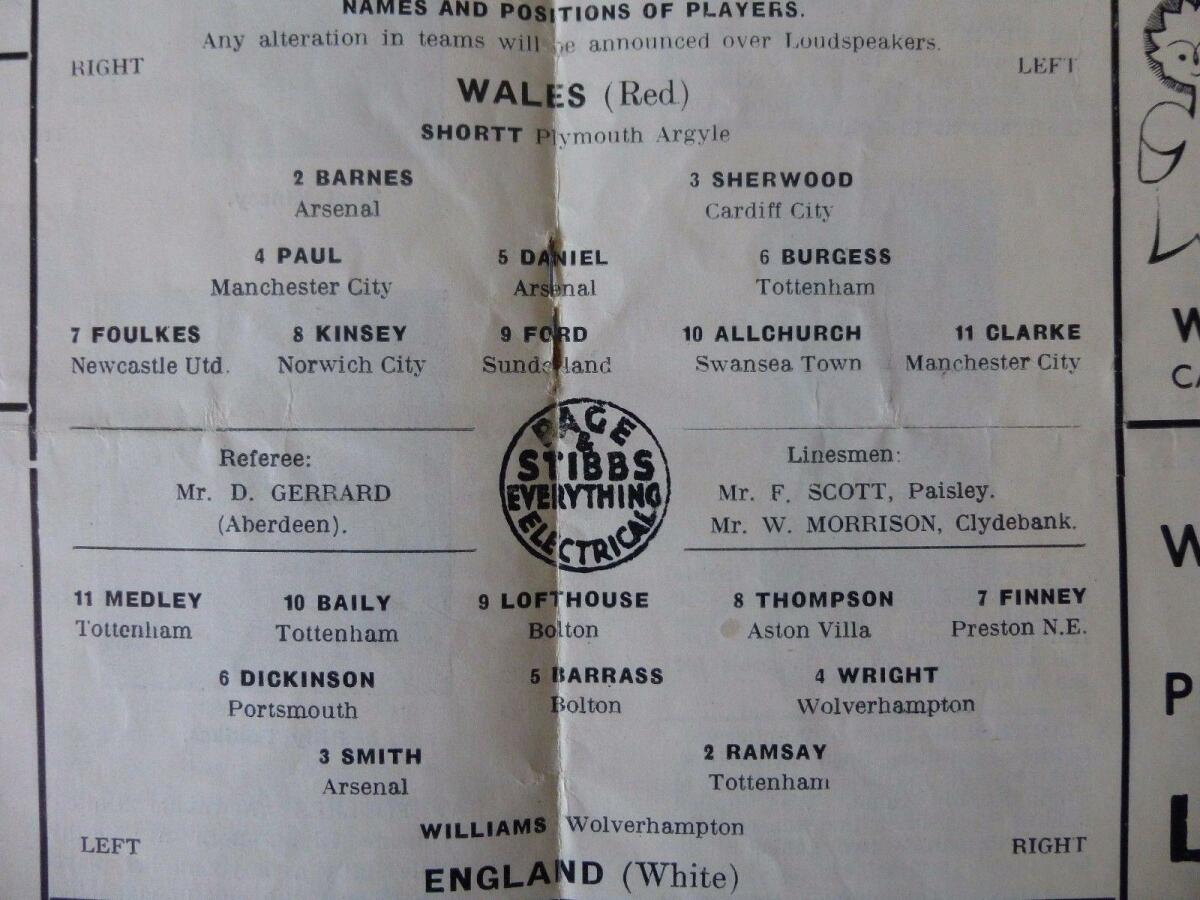 NAMES AND POSITIONS OF PLAYERS.
Any alteration in teams will be announced over Loudspeakers.
RIGHT LEFT
WALES (Red)
SHORTT Plymouth Argyle
2 BARNES 3 SHERWOOD
Arsenal Cardiff City
4 PAUL 5 DANIEL 6 BURGESS
Manchester City Arsenal Tottenham
7 FOULKES 8 KINSEY 9 FORD 10 ALLCHURCH 11 CLARKE
Newcastle Utd. Norwich City Sunderland Swansea Town Manchester City
Referee:
Mr. D. GERRARD
(Aberdeen).
PAGE
&
STIBBS
EVERYTHING
ELECTRICAL
Linesmen:
Mr. F. SCOTT, Paisley.
Mr. W. MORRISON, Clydebank.
11 MEDLEY 10 BAILY 9 LOFTHOUSE 8 THOMPSON 7 FINNEY
Tottenham Tottenham Bolton Aston Villa Preston N.E.
6 DICKINSON 5 BARRASS 4 WRIGHT
Portsmouth Bolton Wolverhampton
3 SMITH 2 RAMSAY
Arsenal Tottenham
WILLIAMS Wolverhampton
LEFT RIGHT
ENGLAND (White)